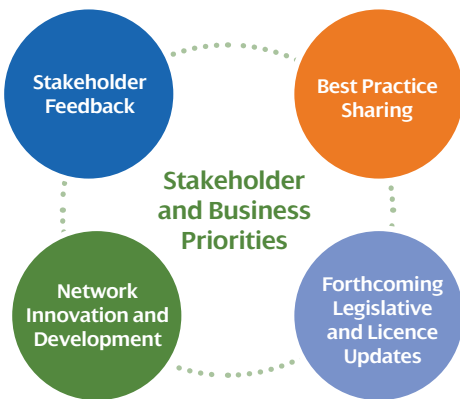 Stakeholder
Feedback
Best Practice
Sharing
Stakeholder
and Business
Priorities
Network
Innovation and
Development
Forthcoming
Legislative
and Licence
Updates